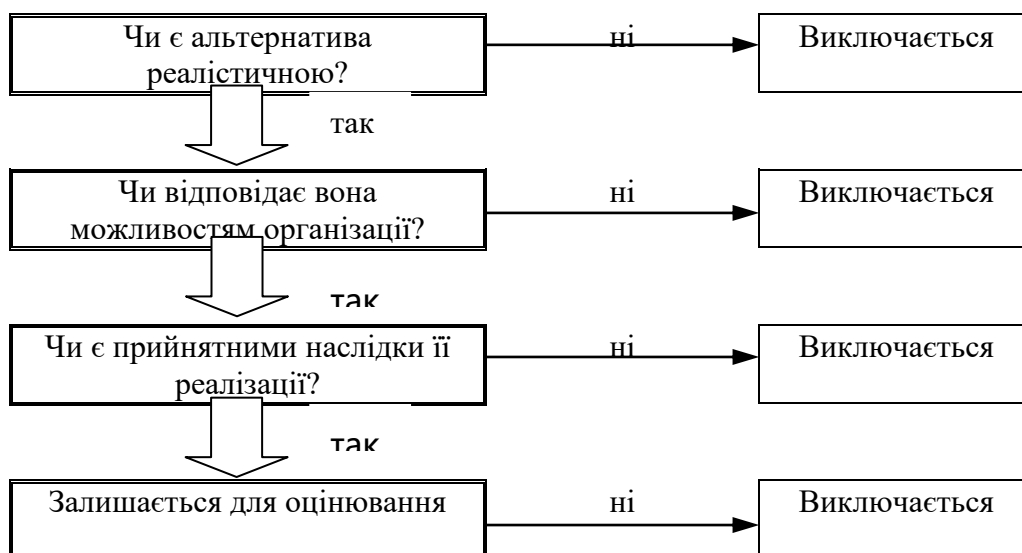 Чи є альтернатива
реалістичною?
ні
Виключається
так
Чи відповідає вона
можливостям організації?
ні
Виключається
так
Чи є прийнятними наслідки її
реалізації?
ні
Виключається
так
Залишається для оцінювання
ні
Виключається